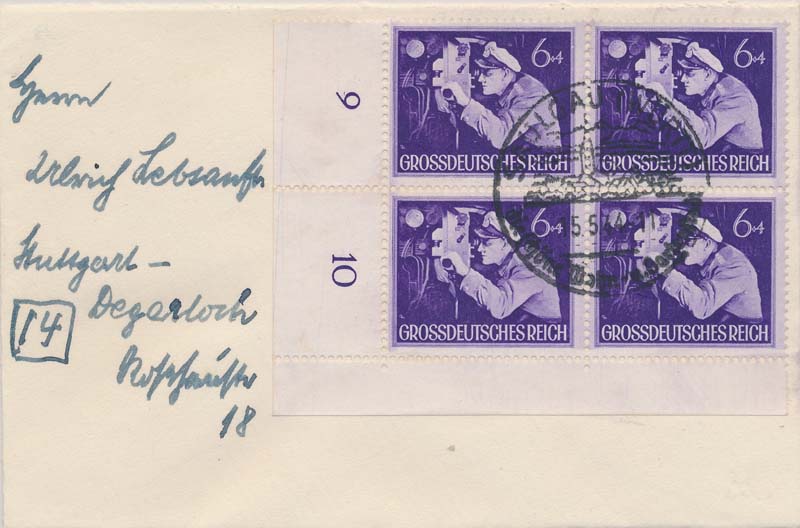 Herrn
Ulrich Lebsanft
Stuttgart –
Degerloch
14
18
9
10
6+4
GROSSDEUTSCHES REICH
6+4
GROSSDEUTSCHES REICH
6+4
GROSSDEUTSCHES REICH
6+4
GROSSDEUTSCHES REICH